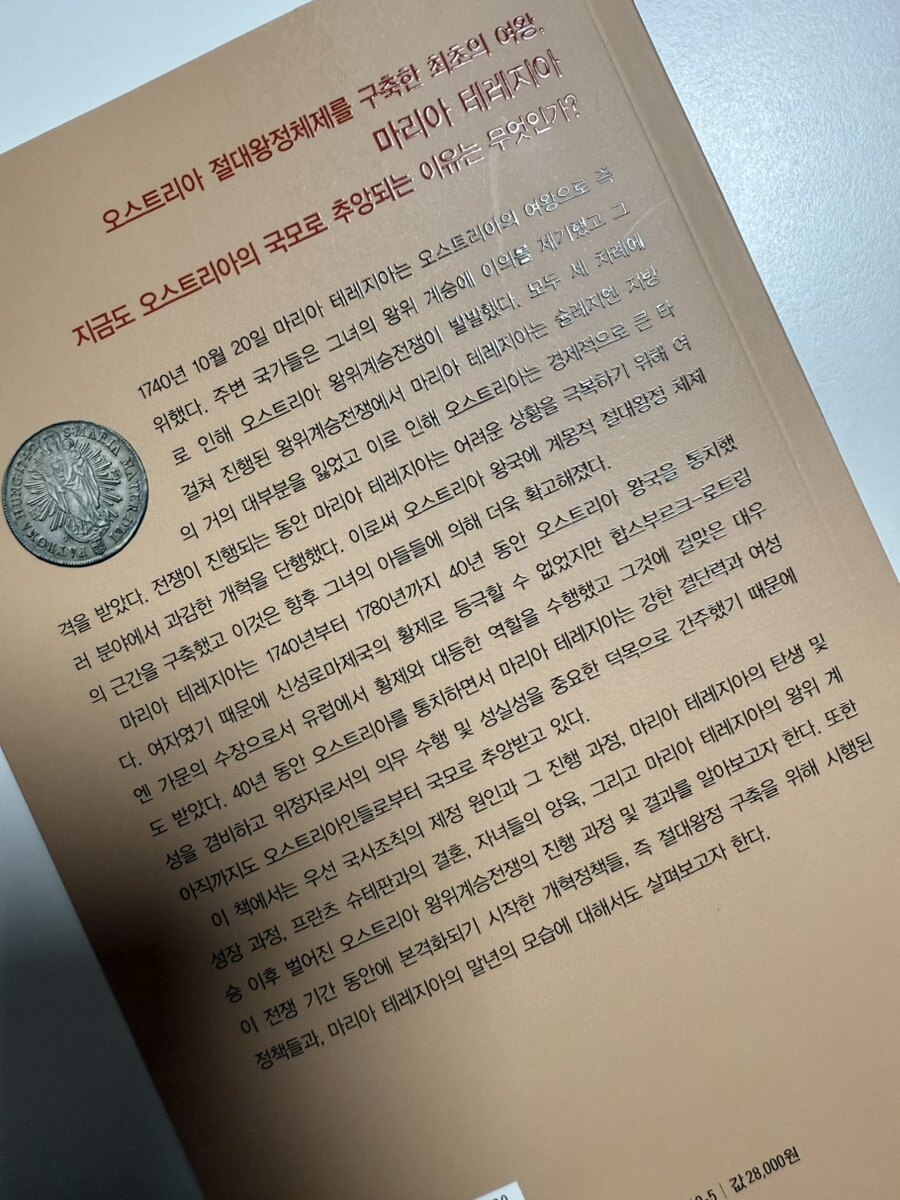 오스트리아 절대왕정체제를 구축한 최초의 여왕,
마리아 테레지아
지금도 오스트리아의 국모로 추앙되는 이유는 무엇인가?
1740년 10월 20일 마리아 테레지아는 오스트리아의 여왕으로 즉
위했다. 주변 국가들은 그녀의 왕위 계승에 이의를 제기했고 그
로 인해 오스트리아 왕위계승전쟁이 발발했다. 모두 세 차례에
걸쳐 진행된 왕위계승전쟁에서 마리아 테레지아는 슐레지엔 지방
의 거의 대부분을 잃었고 이로 인해 오스트리아는 경제적으로 큰 타
격을 받았다. 전쟁이 진행되는 동안 마리아 테레지아는 어려운 상황을 극복하기 위해 여
러 분야에서 과감한 개혁을 단행했다. 이로써 오스트리아 왕국에 계몽적 절대왕정 체제
의 근간을 구축했고 이것은 향후 그녀의 아들들에 의해 더욱 확고해졌다.
마리아 테레지아는 1740년부터 1780년까지 40년 동안 오스트리아 왕국을 통치했
다. 여자였기 때문에 신성로마제국의 황제로 등극할 수 없었지만 합스부르크-로트링
엔 가문의 수장으로서 유럽에서 황제와 대등한 역할을 수행했고 그것에 걸맞은 대우
도 받았다. 40년 동안 오스트리아를 통치하면서 마리아 테레지아는 강한 결단력과 여성
성을 겸비하고 위정자로서의 의무 수행 및 성실성을 중요한 덕목으로 간주했기 때문에
아직까지도 오스트리아인들로부터 국모로 추앙받고 있다.
이 책에서는 우선 국사조칙의 제정 원인과 그 진행 과정, 마리아 테레지아의 탄생 및
성장 과정, 프란츠 슈테판과의 결혼, 자녀들의 양육, 그리고 마리아 테레지아의 왕위 계
승 이후 벌어진 오스트리아 왕위계승전쟁의 진행 과정 및 결과를 알아보고자 한다. 또한
이 전쟁 기간 동안에 본격화되기 시작한 개혁정책들, 즉 절대왕정 구축을 위해 시행된
정책들과, 마리아 테레지아의 말년의 모습에 대해서도 살펴보고자 한다.
S·MARIA MATER DEI
PATRONA HUNG
-5 | 값 28,000원